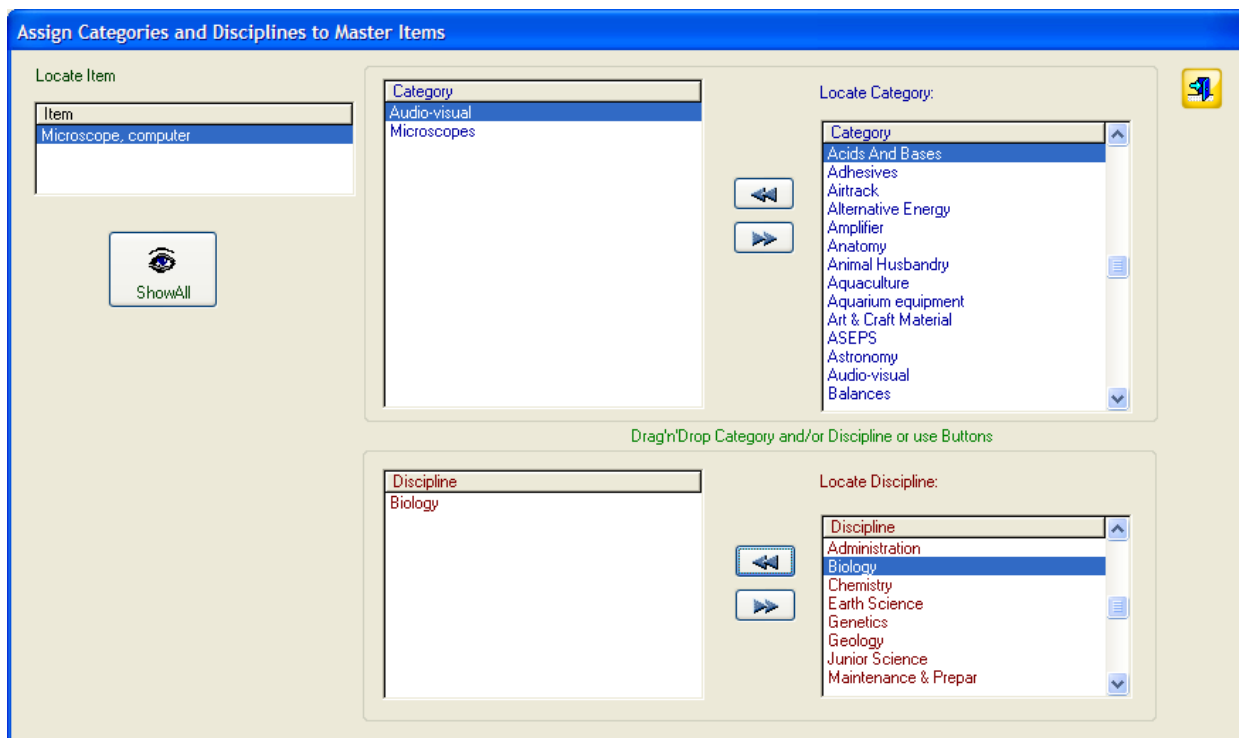 Assign Categories and Disciplines to Master Items
Locate Item
Item
Microscope, computer
ShowAll
Category
Audio-visual
Microscopes
Locate Category:
Category
Acids And Bases
Adhesives
Airtrack
Alternative Energy
Amplifier
Anatomy
Animal Husbandry
Aquaculture
Aquarium equipment
Art & Craft Material
ASEPS
Astronomy
Audio-visual
Balances
Drag'n'Drop Category and/or Discipline or use Buttons
Discipline
Biology
Locate Discipline:
Discipline
Administration
Biology
Chemistry
Earth Science
Genetics
Geology
Junior Science
Maintenance & Prepar